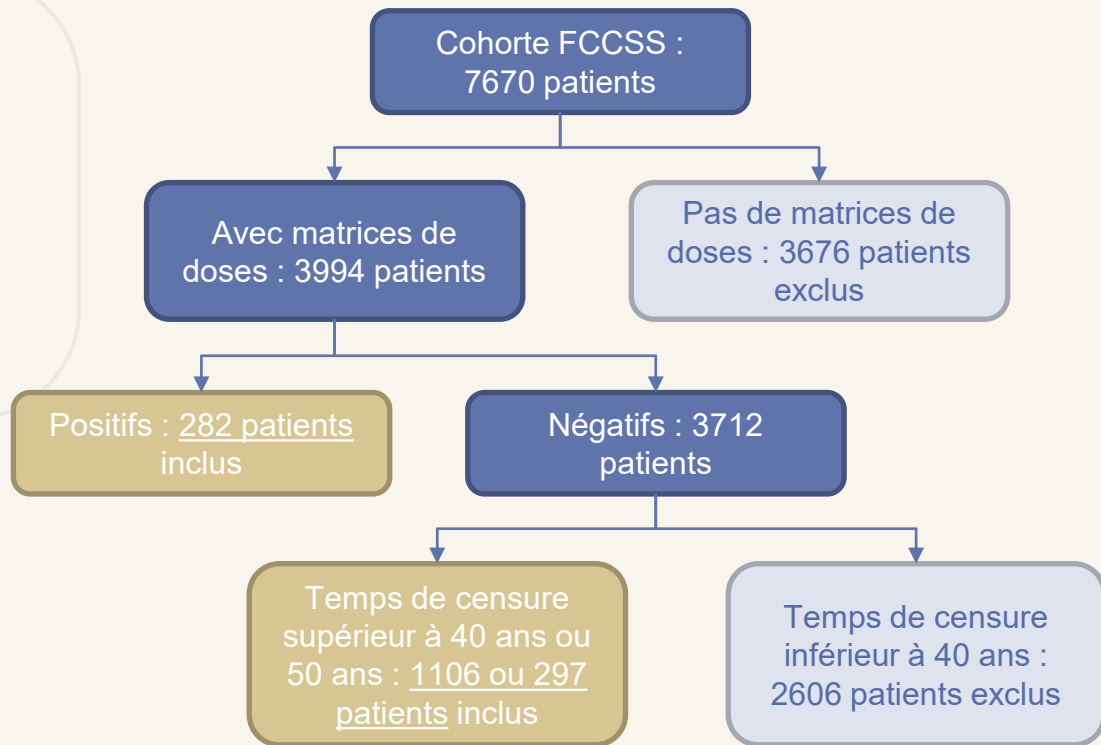 Cohorte FCCSS :
7670 patients
Avec matrices de
doses : 3994 patients
Pas de matrices de
doses : 3676 patients
exclus
Positifs : 282 patients
inclus
Négatifs : 3712
patients
Temps de censure
supérieur à 40 ans ou
50 ans : 1106 ou 297
patients inclus
Temps de censure
inférieur à 40 ans :
2606 patients exclus